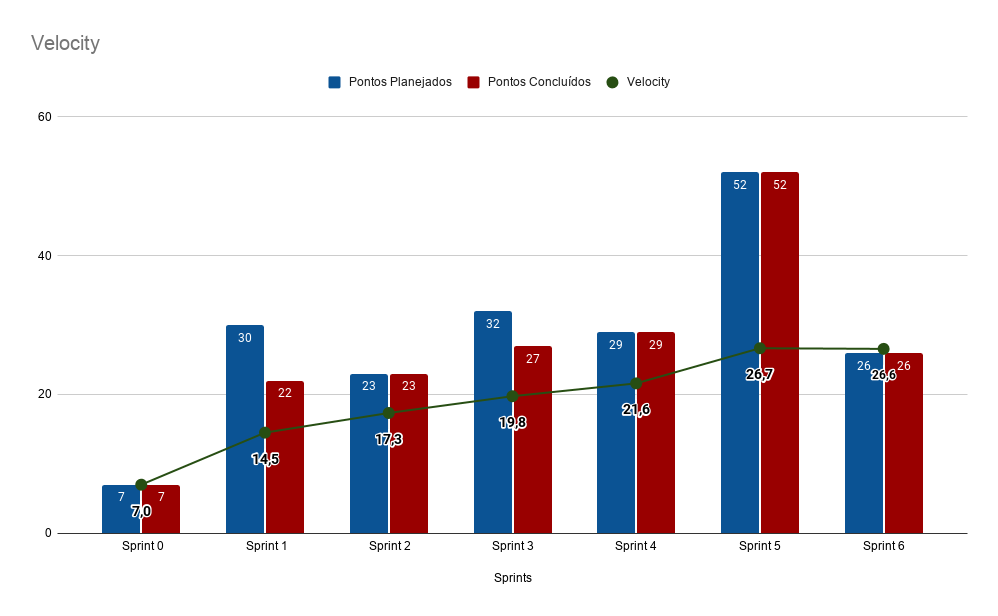 Velocity
Pontos Planejados Pontos Concluídos Velocity
60
40
20
0
7 7 7,0
30 22 14,5
23 23 17,3
32 27 19,8
29 29 21,6
52 52 26,7
26 26 26,6
Sprint 0 Sprint 1 Sprint 2 Sprint 3 Sprint 4 Sprint 5 Sprint 6
Sprints